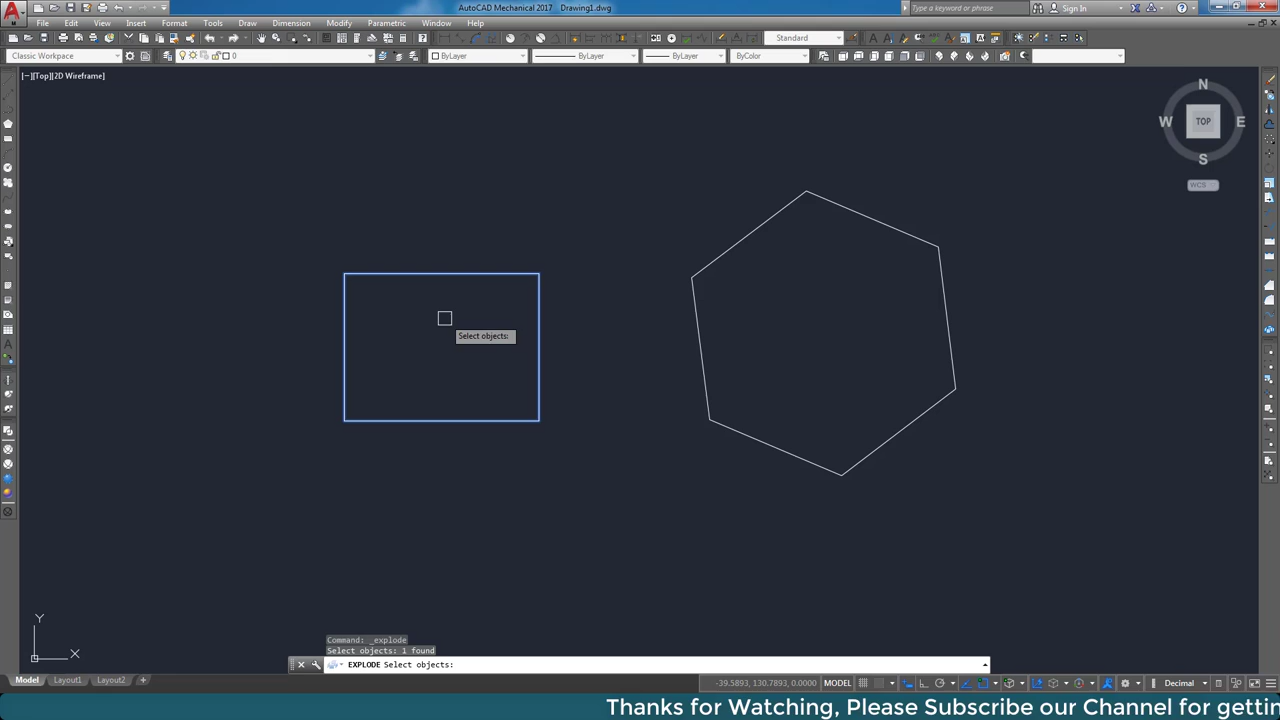 AutoCAD Mechanical 2017 Drawing1.dwg
Type a keyword or phrase
Sign In
File Edit View Insert Format Tools Draw Dimension Modify Parametric Window Help
Standard
Classic Workspace
0
ByLayer
ByLayer
ByLayer
ByColor
[−][Top][2D Wireframe]
N
W
TOP
E
S
WCS
Select objects:
Y
X
Command: _explode
Select objects: 1 found
EXPLODE Select objects:
Model Layout1 Layout2 +
-39.5893, 130.7893, 0.0000 MODEL
Decimal
Thanks for Watching, Please Subscribe our Channel for gettin